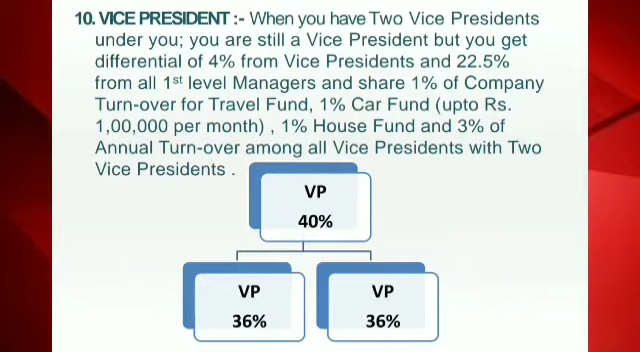 10. VICE PRESIDENT :- When you have Two Vice Presidents
under you; you are still a Vice President but you get
differential of 4% from Vice Presidents and 22.5%
from all 1st level Managers and share 1% of Company
Turn-over for Travel Fund, 1% Car Fund (upto Rs.
1,00,000 per month) , 1% House Fund and 3% of
Annual Turn-over among all Vice Presidents with Two
Vice Presidents .
VP
40%
VP
36%
VP
36%